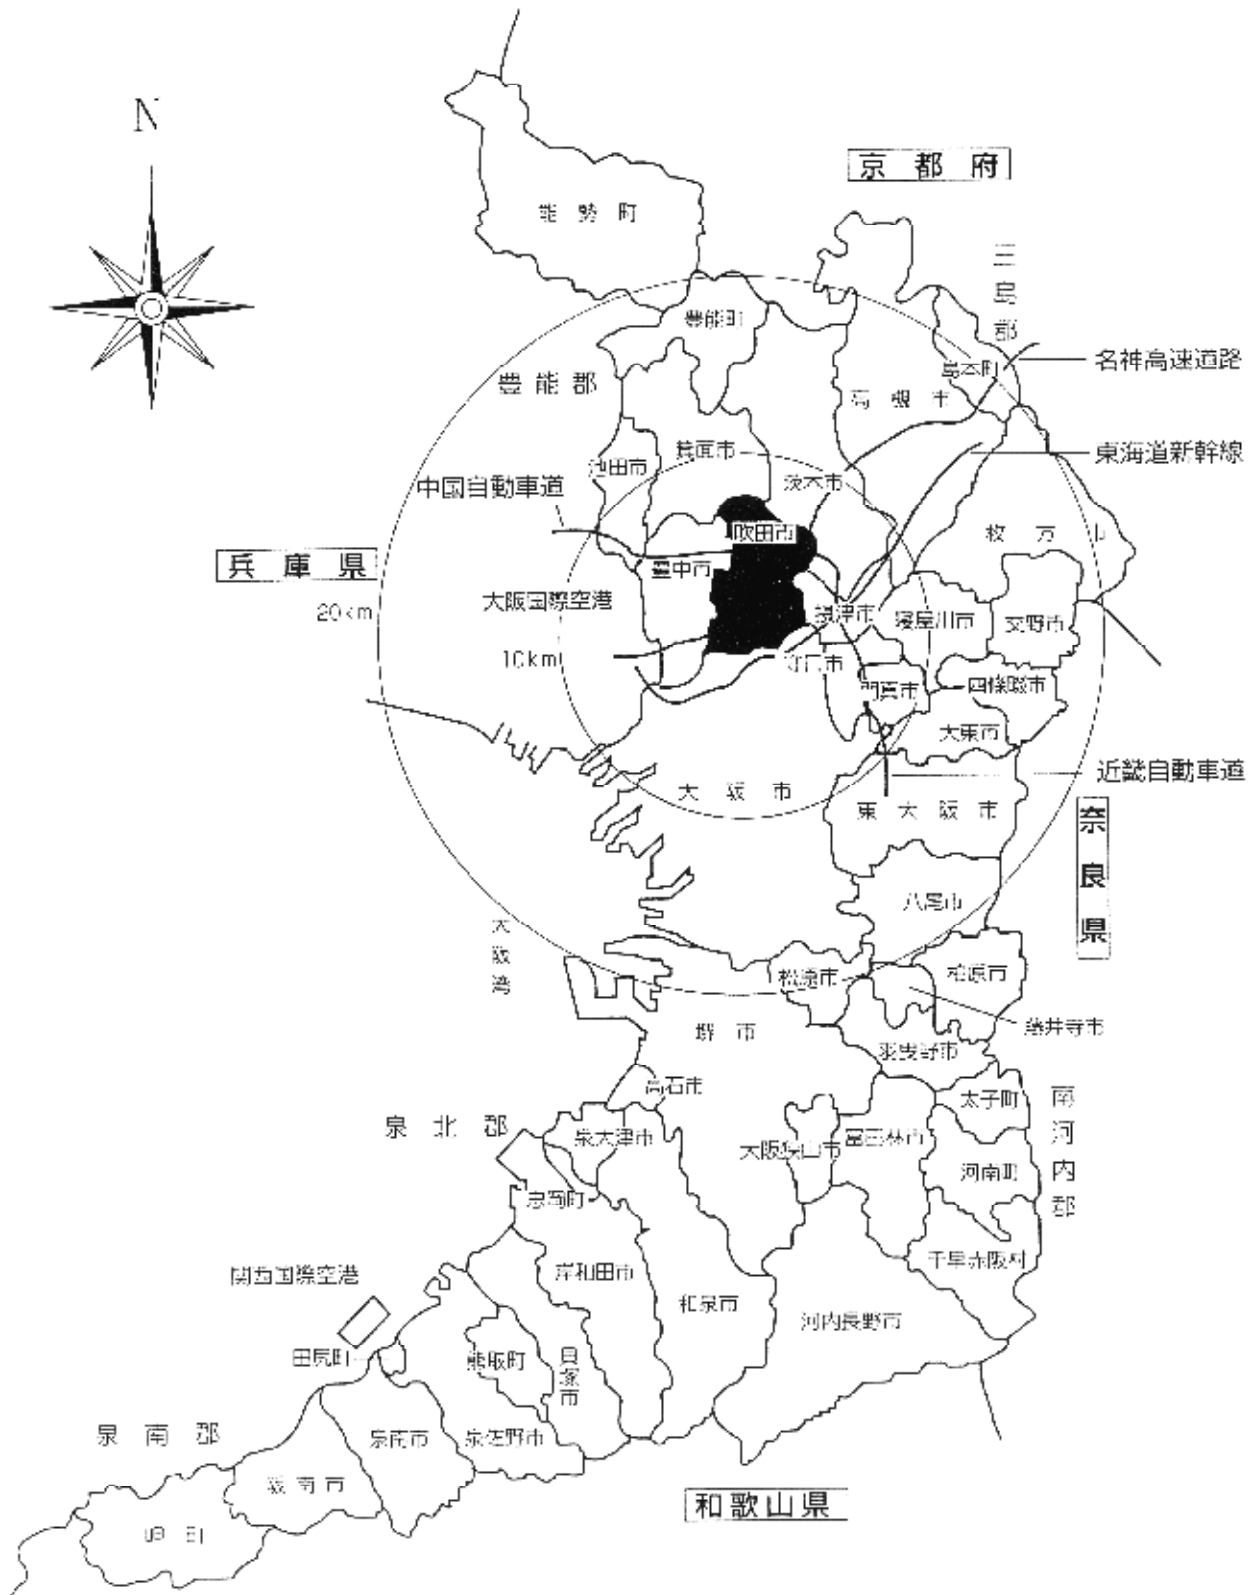 N
京都府
能勢町
三島郡
豊能町
名神高速道路
島本町
豊能郡
高槻市
箕面市
東海道新幹線
池田市
茨木市
中国自動車道
吹田市
枚方市
兵庫県
豊中市
大阪国際空港
20km
摂津市
寝屋川市
交野市
10km
守口市
門真市
四條畷市
大東市
近畿自動車道
大阪市
東大阪市
奈良県
八尾市
大阪湾
松原市
柏原市
藤井寺市
堺市
羽曳野市
高石市
太子町
南河内郡
泉北郡
泉大津市
大阪狭山市
富田林市
河南町
忠岡町
千早赤阪村
関西国際空港
岸和田市
和泉市
河内長野市
田尻町
熊取町
貝塚市
泉南郡
泉南市
泉佐野市
阪南市
和歌山県
岬町